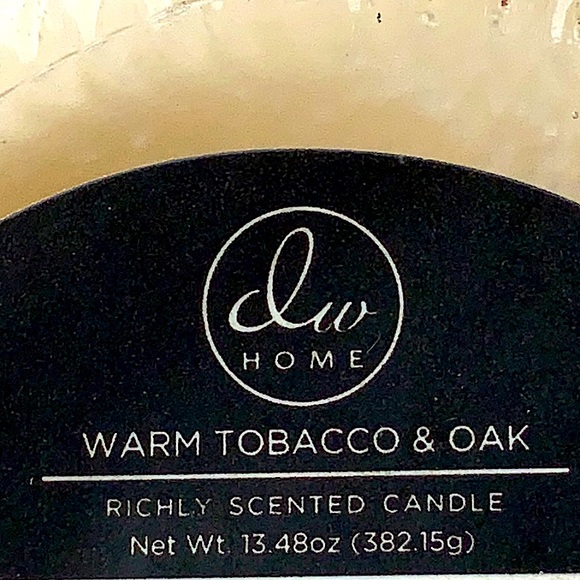 dw
HOME
WARM TOBACCO & OAK
RICHLY SCENTED CANDLE
Net Wt. 13.48oz (382.15g)